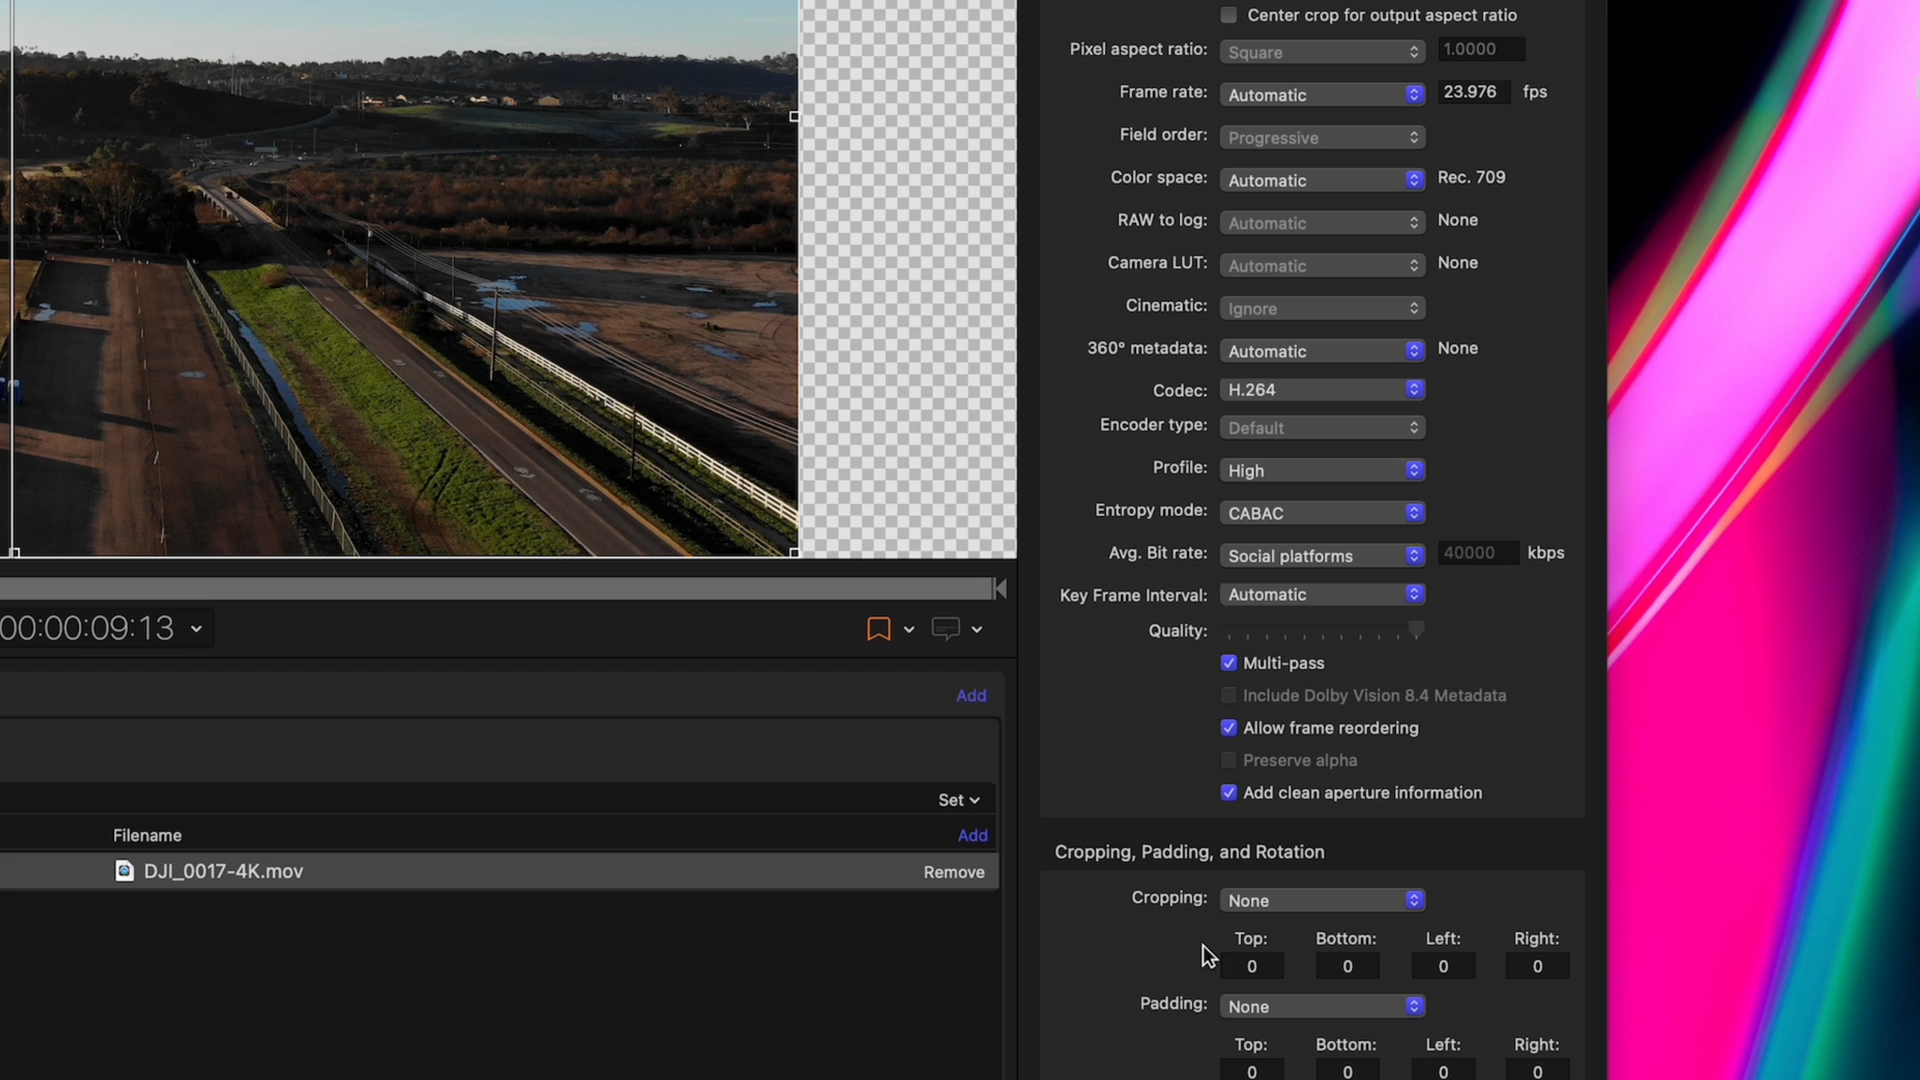 Center crop for output aspect ratio
Pixel aspect ratio: Square 1.0000
Frame rate: Automatic 23.976 fps
Field order: Progressive
Color space: Automatic Rec. 709
RAW to log: Automatic None
Camera LUT: Automatic None
Cinematic: Ignore
360° metadata: Automatic None
Codec: H.264
Encoder type: Default
Profile: High
Entropy mode: CABAC
Avg. Bit rate: Social platforms 40000 kbps
Key Frame Interval: Automatic
Quality:
Multi-pass
Include Dolby Vision 8.4 Metadata
Allow frame reordering
Preserve alpha
Add clean aperture information
Cropping, Padding, and Rotation
Cropping: None
Top: Bottom: Left: Right:
0 0 0 0
Padding: None
Top: Bottom: Left: Right:
0 0 0 0
00:00:09:13
Add
Set
Filename Add
DJI_0017-4K.mov Remove